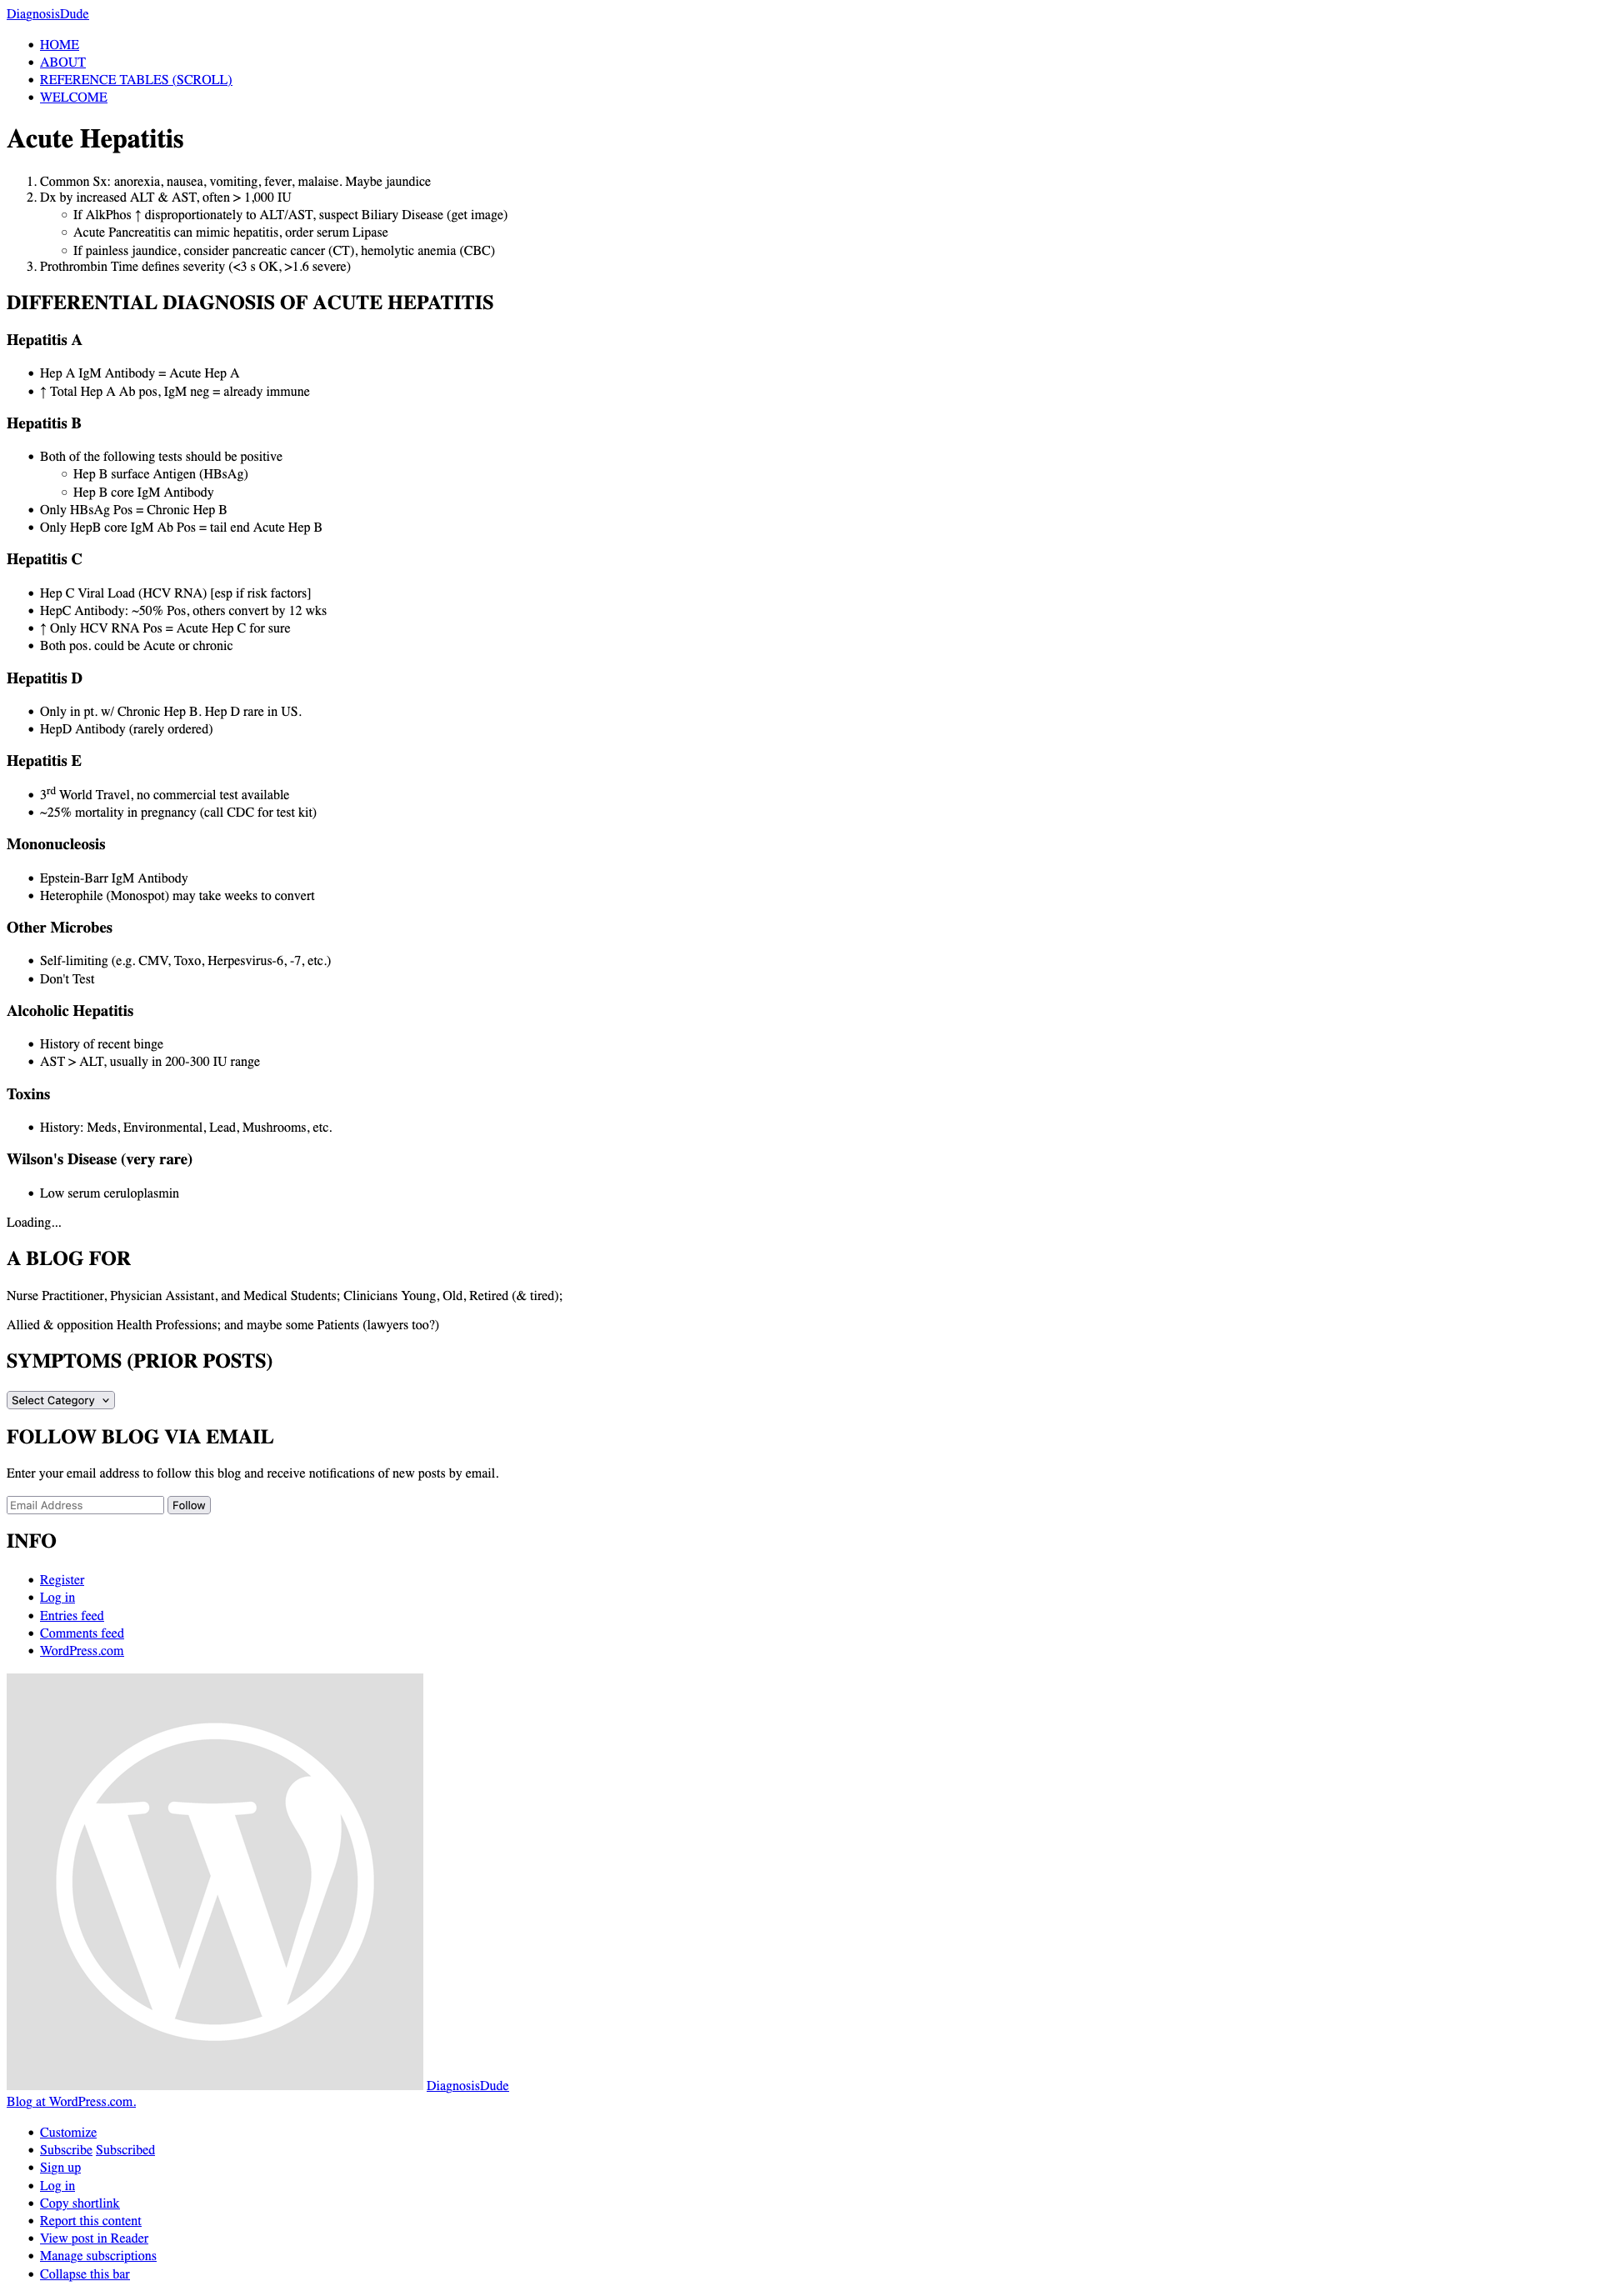 DiagnosisDude
HOME
ABOUT
REFERENCE TABLES (SCROLL)
WELCOME
Acute Hepatitis
1. Common Sx: anorexia, nausea, vomiting, fever, malaise. Maybe jaundice
2. Dx by increased ALT & AST, often > 1,000 IU
If AlkPhos ↑ disproportionately to ALT/AST, suspect Biliary Disease (get image)
Acute Pancreatitis can mimic hepatitis, order serum Lipase
If painless jaundice, consider pancreatic cancer (CT), hemolytic anemia (CBC)
3. Prothrombin Time defines severity (<3 s OK, >1.6 severe)
DIFFERENTIAL DIAGNOSIS OF ACUTE HEPATITIS
Hepatitis A
Hep A IgM Antibody = Acute Hep A
↑ Total Hep A Ab pos, IgM neg = already immune
Hepatitis B
Both of the following tests should be positive
Hep B surface Antigen (HBsAg)
Hep B core IgM Antibody
Only HBsAg Pos = Chronic Hep B
Only HepB core IgM Ab Pos = tail end Acute Hep B
Hepatitis C
Hep C Viral Load (HCV RNA) [esp if risk factors]
HepC Antibody: ~50% Pos, others convert by 12 wks
↑ Only HCV RNA Pos = Acute Hep C for sure
Both pos. could be Acute or chronic
Hepatitis D
Only in pt. w/ Chronic Hep B. Hep D rare in US.
HepD Antibody (rarely ordered)
Hepatitis E
3rd World Travel, no commercial test available
~25% mortality in pregnancy (call CDC for test kit)
Mononucleosis
Epstein-Barr IgM Antibody
Heterophile (Monospot) may take weeks to convert
Other Microbes
Self-limiting (e.g. CMV, Toxo, Herpesvirus-6, -7, etc.)
Don't Test
Alcoholic Hepatitis
History of recent binge
AST > ALT, usually in 200-300 IU range
Toxins
History: Meds, Environmental, Lead, Mushrooms, etc.
Wilson's Disease (very rare)
Low serum ceruloplasmin
Loading...
A BLOG FOR
Nurse Practitioner, Physician Assistant, and Medical Students; Clinicians Young, Old, Retired (& tired);
Allied & opposition Health Professions; and maybe some Patients (lawyers too?)
SYMPTOMS (PRIOR POSTS)
Select Category
FOLLOW BLOG VIA EMAIL
Enter your email address to follow this blog and receive notifications of new posts by email.
Email Address Follow
INFO
Register
Log in
Entries feed
Comments feed
WordPress.com
DiagnosisDude
Blog at WordPress.com.
Customize
Subscribe Subscribed
Sign up
Log in
Copy shortlink
Report this content
View post in Reader
Manage subscriptions
Collapse this bar